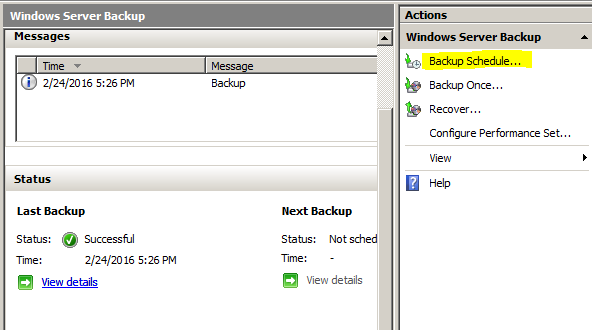 Windows Server Backup
Messages
Time Message
2/24/2016 5:26 PM Backup
Status
Last Backup
Status: Successful
Time: 2/24/2016 5:26 PM
View details
Next Backup
Status: Not sched
Time: -
View details
Actions
Windows Server Backup
Backup Schedule...
Backup Once...
Recover...
Configure Performance Set...
View
Help